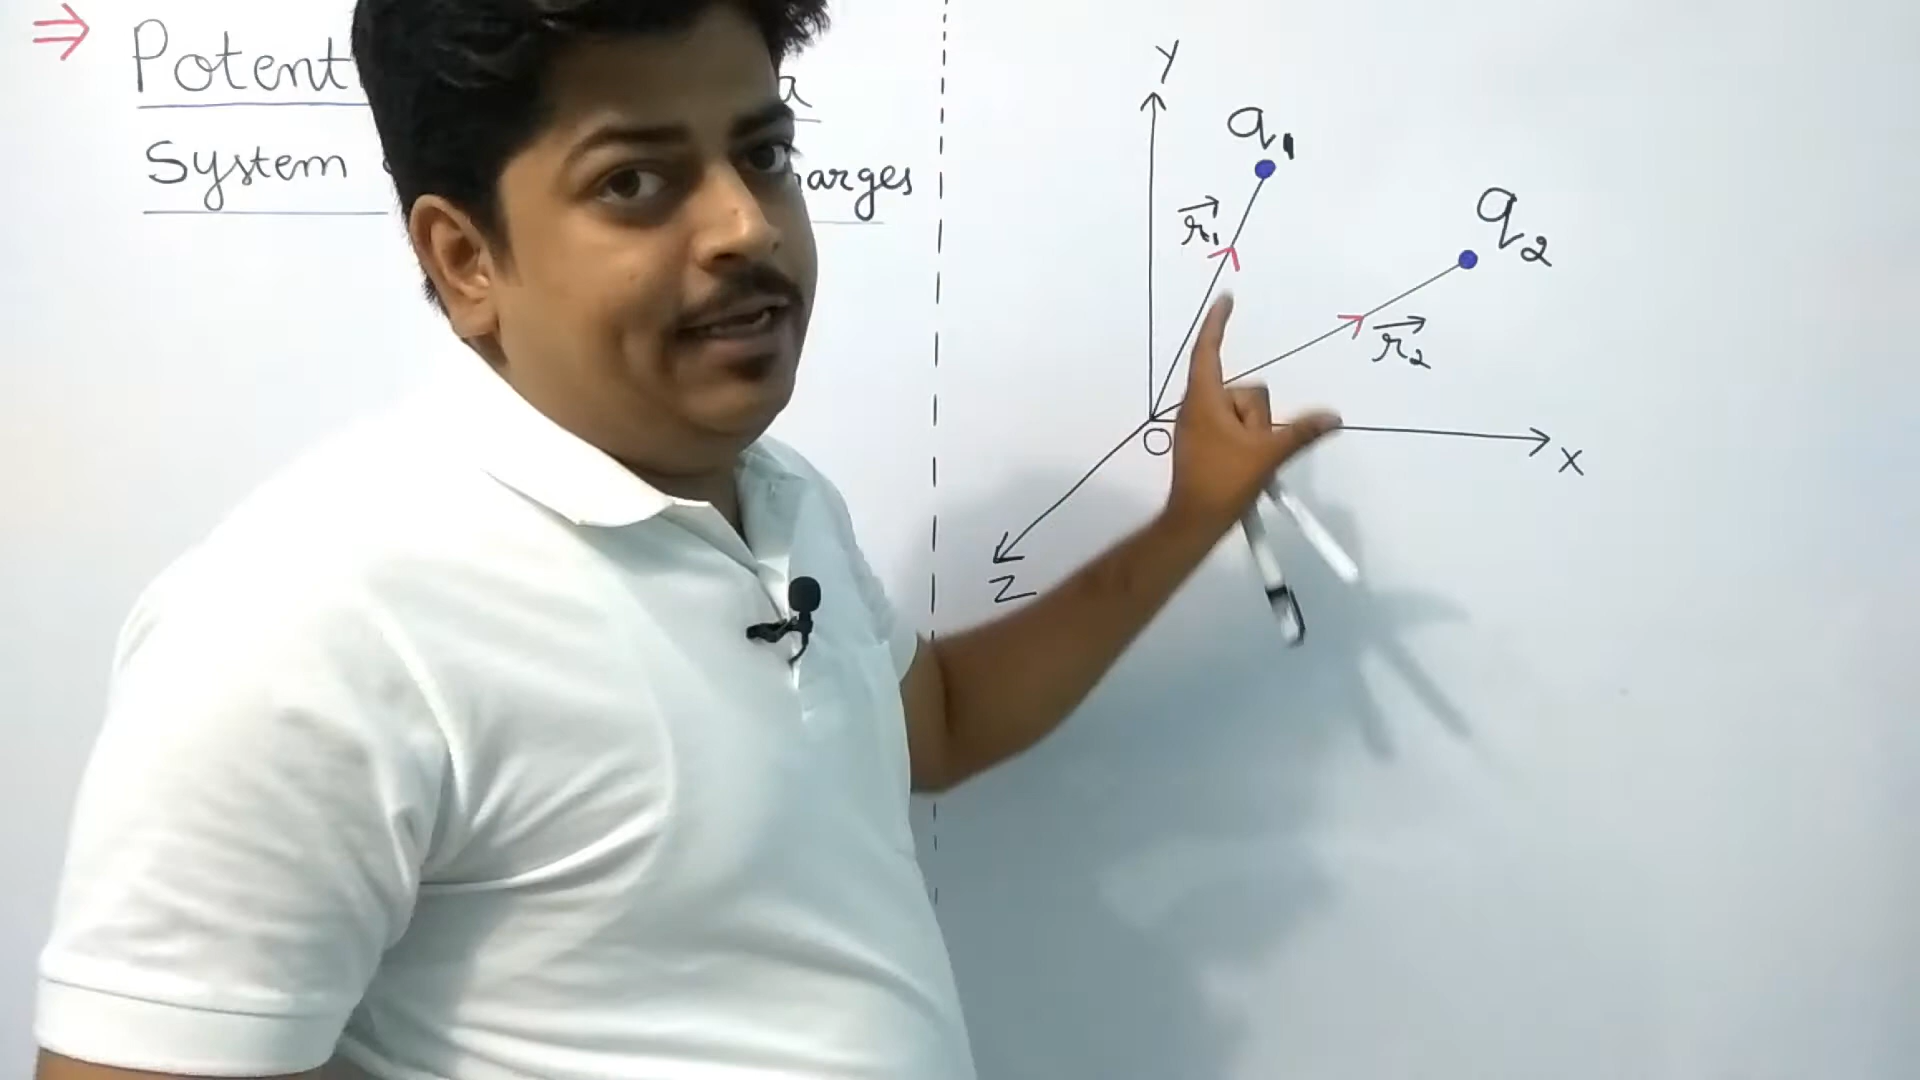 ⇒ Potent a
System arges
Y
q₁
q₂
r₁
r₂
O
X
Z